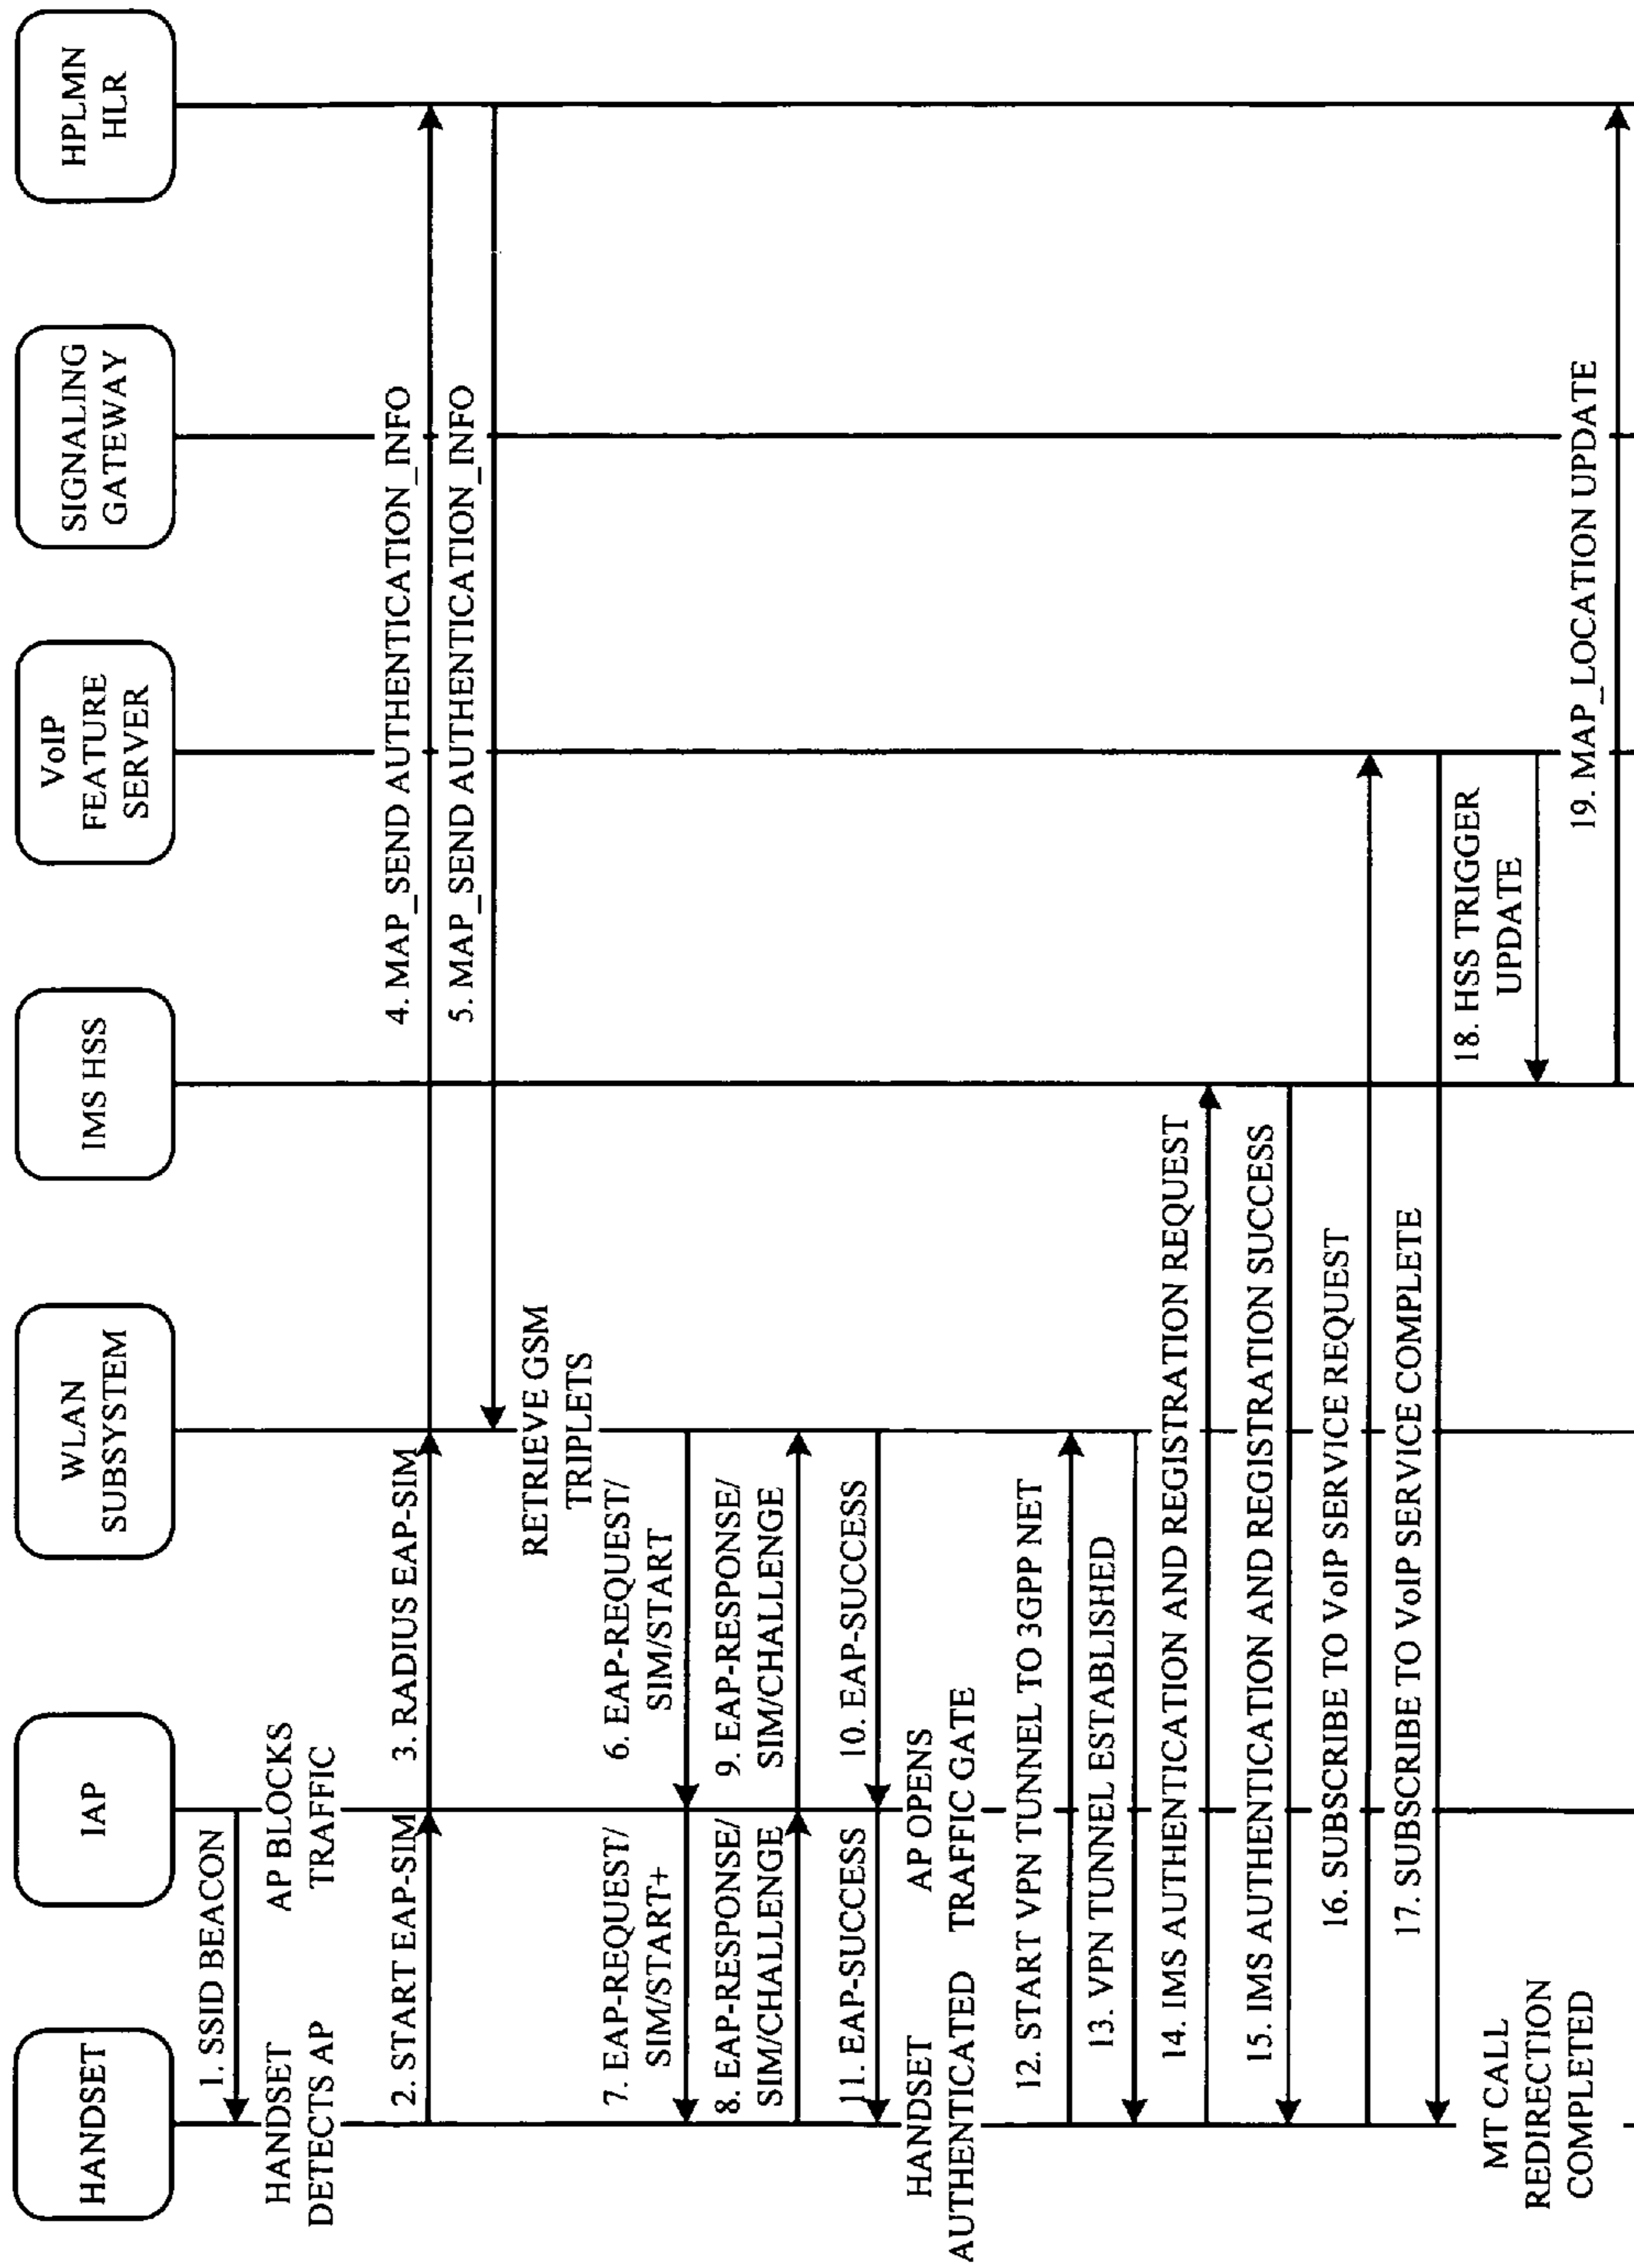 HANDSET
IAP
WLAN
SUBSYSTEM
IMS HSS
VoIP
FEATURE
SERVER
SIGNALING
GATEWAY
HPLMN
HLR
1. SSID BEACON
HANDSET
DETECTS AP
AP BLOCKS
TRAFFIC
2. START EAP-SIM
3. RADIUS EAP-SIM
4. MAP_SEND AUTHENTICATION_INFO
5. MAP_SEND AUTHENTICATION_INFO
RETRIEVE GSM
TRIPLETS
7. EAP-REQUEST/
SIM/START+
6. EAP-REQUEST/
SIM/START
8. EAP-RESPONSE/
SIM/CHALLENGE
9. EAP-RESPONSE/
SIM/CHALLENGE
11. EAP-SUCCESS
10. EAP-SUCCESS
HANDSET
AUTHENTICATED
AP OPENS
TRAFFIC GATE
12. START VPN TUNNEL TO 3GPP NET
13. VPN TUNNEL ESTABLISHED
14. IMS AUTHENTICATION AND REGISTRATION REQUEST
15. IMS AUTHENTICATION AND REGISTRATION SUCCESS
16. SUBSCRIBE TO VoIP SERVICE REQUEST
17. SUBSCRIBE TO VoIP SERVICE COMPLETE
18. HSS TRIGGER
UPDATE
MT CALL
REDIRECTION
COMPLETED
19. MAP_LOCATION UPDATE